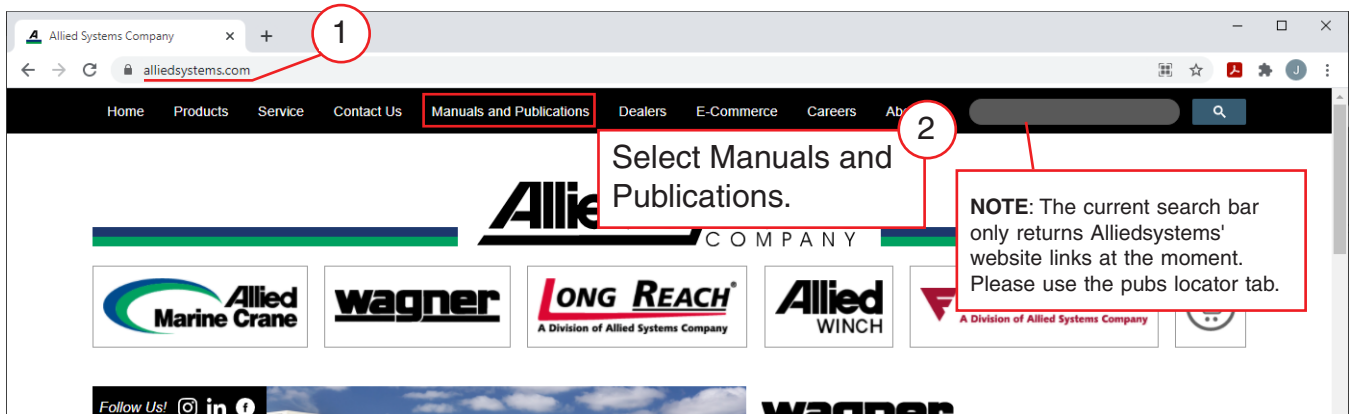 Allied Systems Company
1
alliedsystems.com
J
Home Products Service Contact Us Manuals and Publications Dealers E-Commerce Careers
2
Select Manuals and
Publications.
NOTE: The current search bar
only returns Alliedsystems'
website links at the moment.
Please use the pubs locator tab.
COMPANY
Allied
Marine Crane
wagner
LONG REACH
A Division of Allied Systems Company
Allied
WINCH
A Division of Allied Systems Company
Follow Us!
wagner